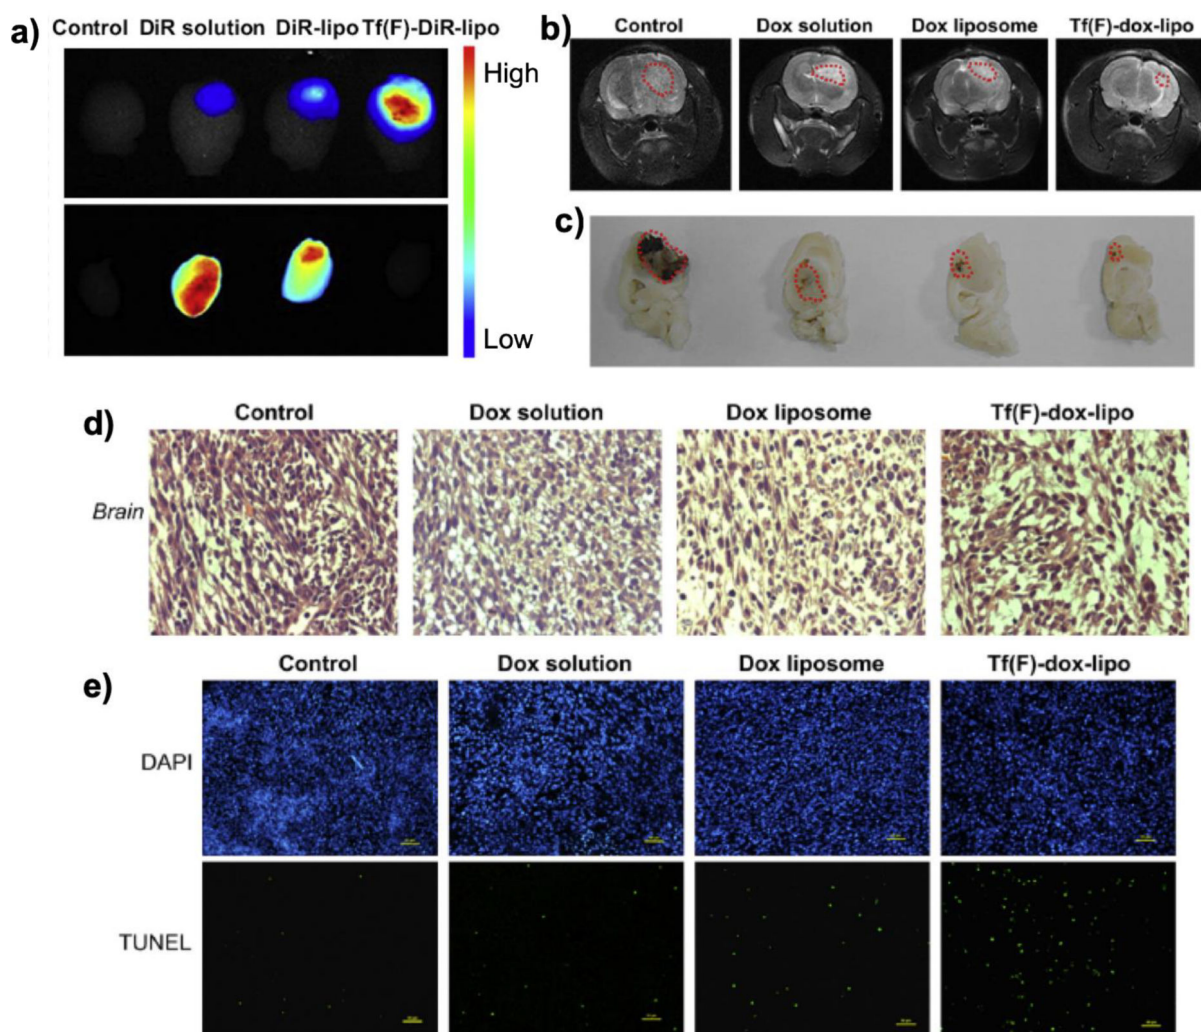 a)
Control DiR solution DiR-lipo Tf(F)-DiR-lipo
High
Low
b)
Control Dox solution Dox liposome Tf(F)-dox-lipo
c)
d)
Control Dox solution Dox liposome Tf(F)-dox-lipo
Brain
e)
Control Dox solution Dox liposome Tf(F)-dox-lipo
DAPI
TUNEL